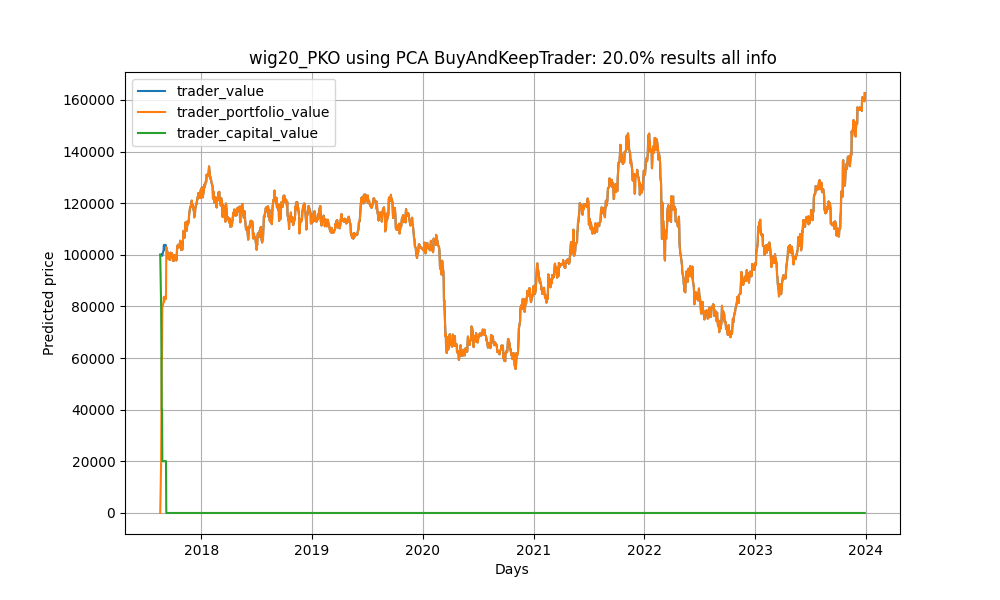 wig20_PKO using PCA BuyAndKeepTrader: 20.0% results all info
trader_value
trader_portfolio_value
trader_capital_value
160000
140000
120000
100000
80000
60000
40000
20000
0
Predicted price
2018 2019 2020 2021 2022 2023 2024
Days